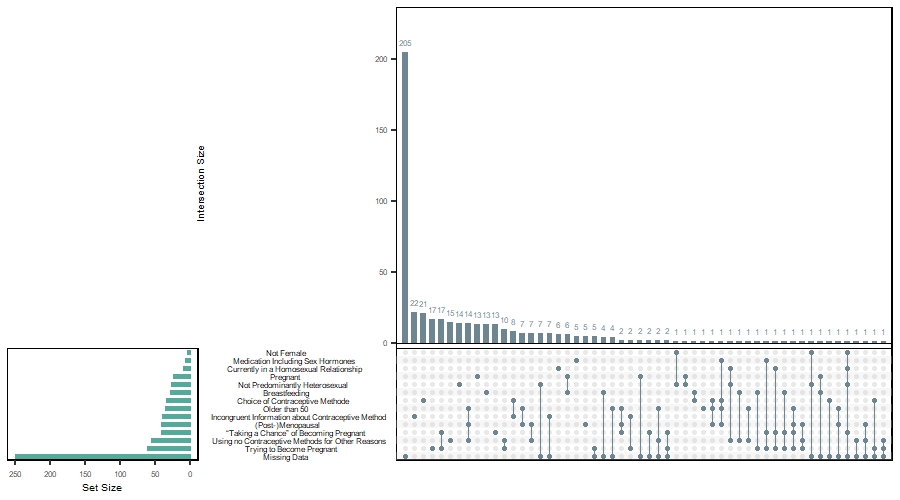 205
200
150
100
50
0
Intersection Size
22 21 17 17 15 14 14 13 13 13 10 8 7 7 7 7 6 6 5 5 5 4 4 2 2 2 2 2 2 1 1 1 1 1 1 1 1 1 1 1 1 1 1 1 1 1 1 1 1 1 1 1 1
Not Female
Medication Including Sex Hormones
Currently in a Homosexual Relationship
Pregnant
Not Predominantly Heterosexual
Breastfeeding
Choice of Contraceptive Methode
Older than 50
Incongruent Information about Contraceptive Method
(Post-)Menopausal
“Taking a Chance” of Becoming Pregnant
Using no Contraceptive Methods for Other Reasons
Trying to Become Pregnant
Missing Data
250 200 150 100 50 0
Set Size